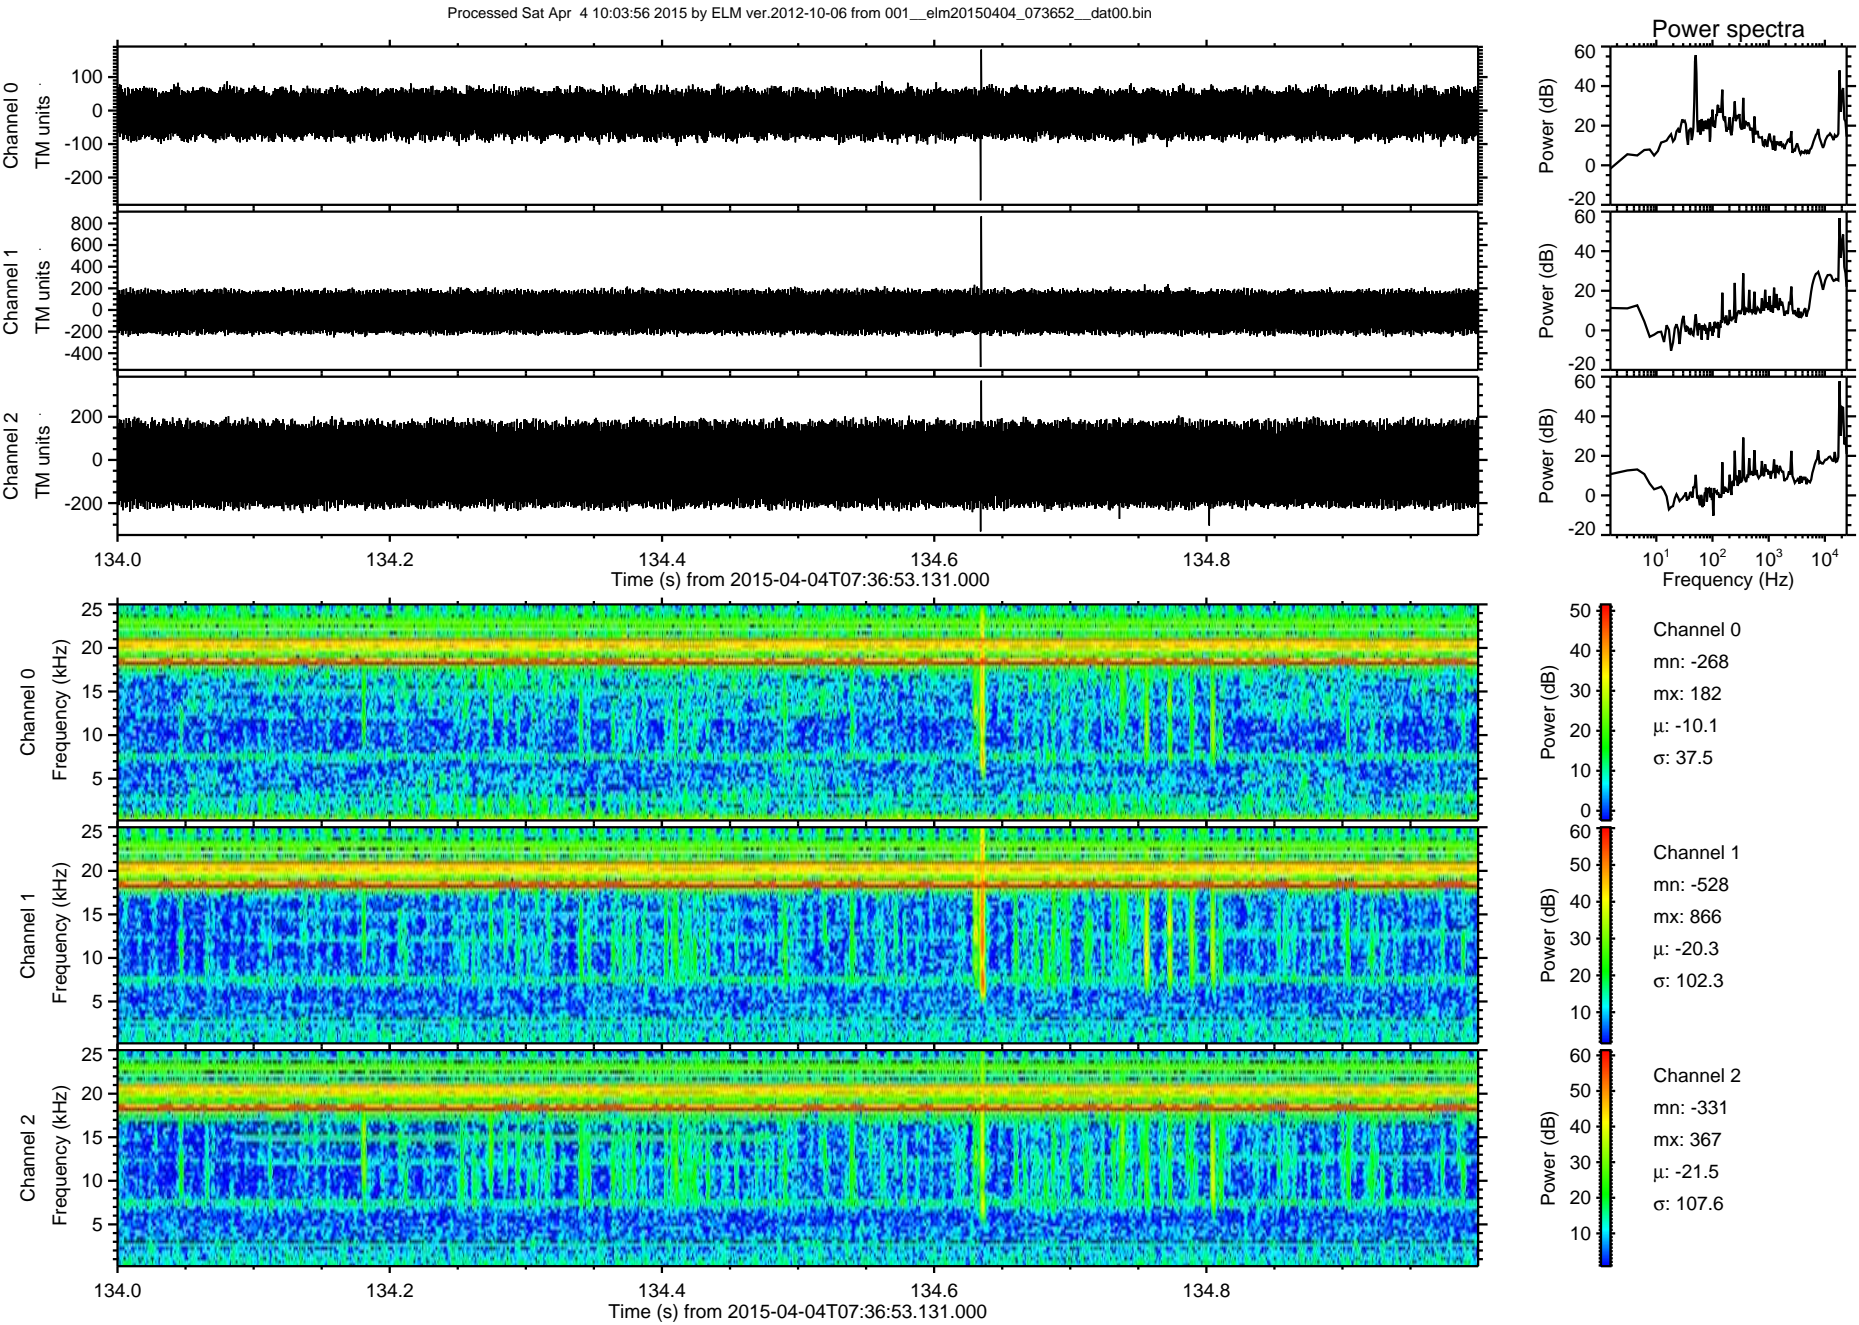 Processed Sat Apr  4 10:03:56 2015 by ELM ver.2012-10-06 from 001__elm20150404_073652__dat00.bin
Power spectra
Channel 0
TM units
100
0
-100
-200
Power (dB)
60
40
20
0
-20
Channel 1
TM units
800
600
400
200
0
-200
-400
Power (dB)
60
40
20
0
-20
Channel 2
TM units
200
0
-200
Power (dB)
60
40
20
0
-20
134.0 134.2 134.4 134.6 134.8
Time (s) from 2015-04-04T07:36:53.131.000
10¹ 10² 10³ 10⁴
Frequency (Hz)
Channel 0
Frequency (kHz)
25
20
15
10
5
Power (dB)
50
40
30
20
10
0
Channel 0
mn: -268
mx: 182
μ: -10.1
σ: 37.5
Channel 1
Frequency (kHz)
25
20
15
10
5
Power (dB)
60
50
40
30
20
10
Channel 1
mn: -528
mx: 866
μ: -20.3
σ: 102.3
Channel 2
Frequency (kHz)
25
20
15
10
5
Power (dB)
60
50
40
30
20
10
Channel 2
mn: -331
mx: 367
μ: -21.5
σ: 107.6
134.0 134.2 134.4 134.6 134.8
Time (s) from 2015-04-04T07:36:53.131.000